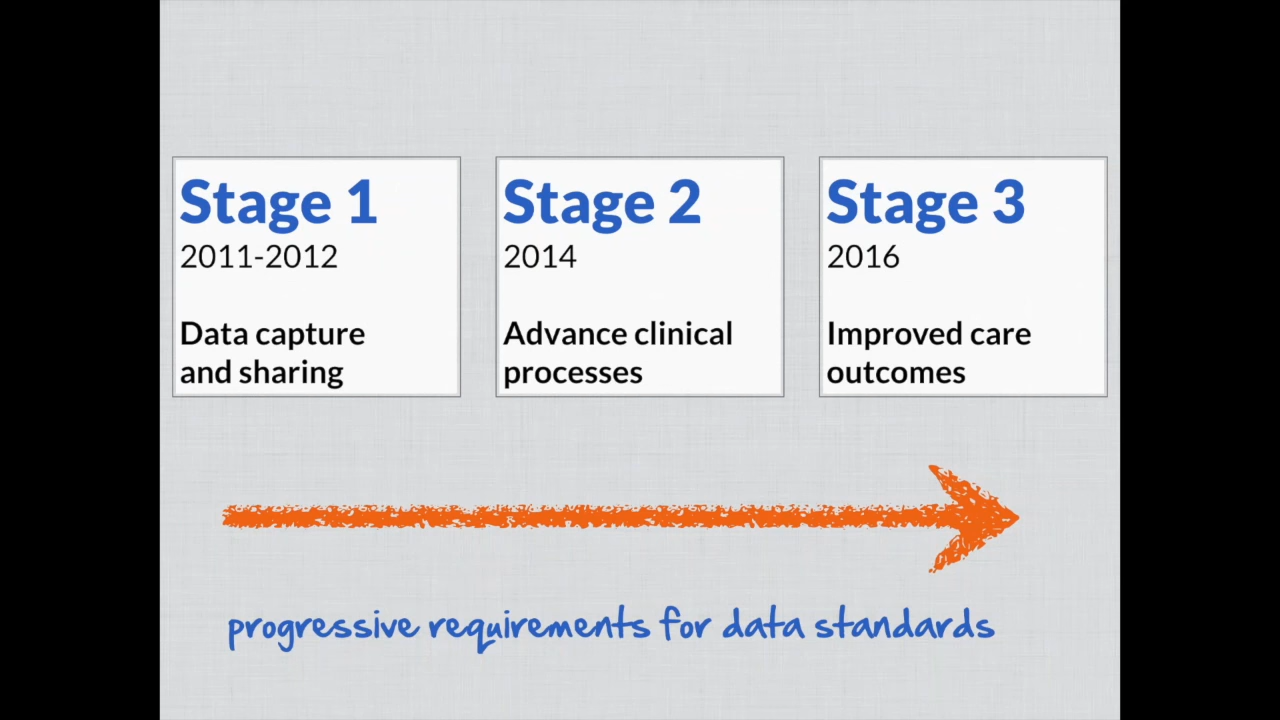 Stage 1
2011-2012
Data capture
and sharing
Stage 2
2014
Advance clinical
processes
Stage 3
2016
Improved care
outcomes
progressive requirements for data standards